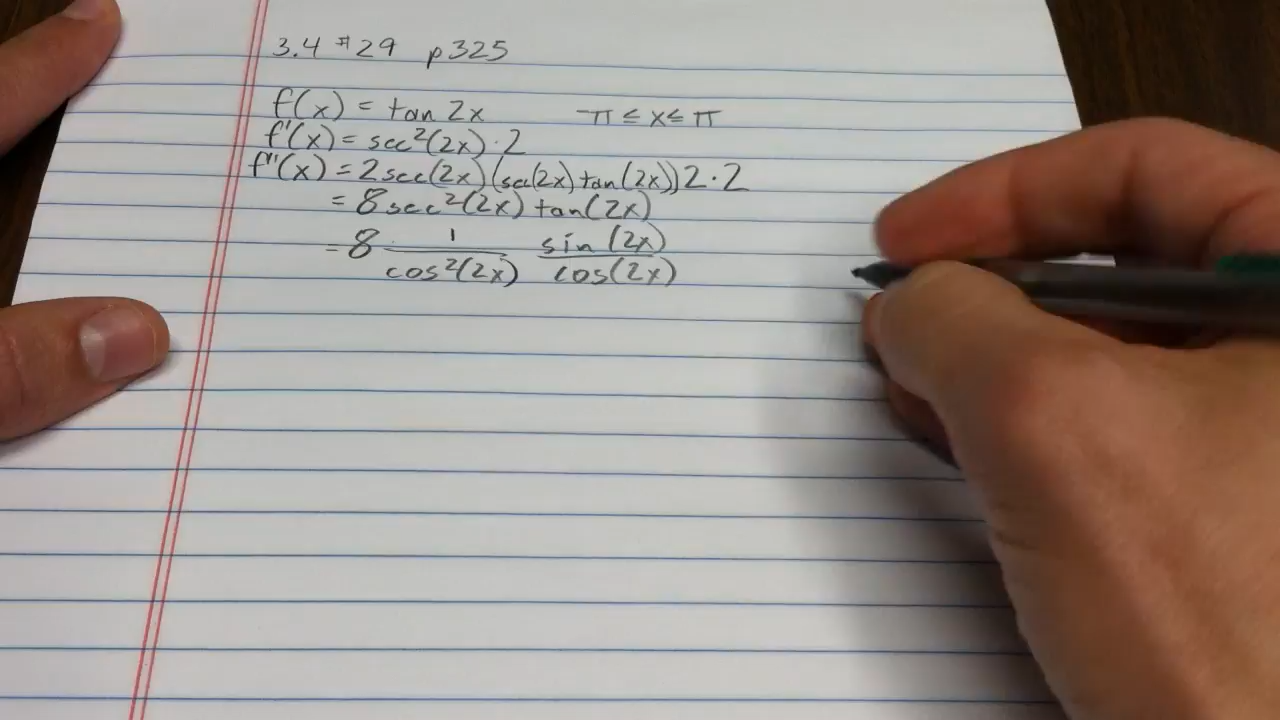 3.4 #29 p325
f(x) = tan 2x -π ≤ x ≤ π
f'(x) = sec²(2x)·2
f''(x) = 2sec(2x)(sec(2x)tan(2x))2·2
= 8sec²(2x)tan(2x)
= 8 1/cos²(2x) sin(2x)/cos(2x)